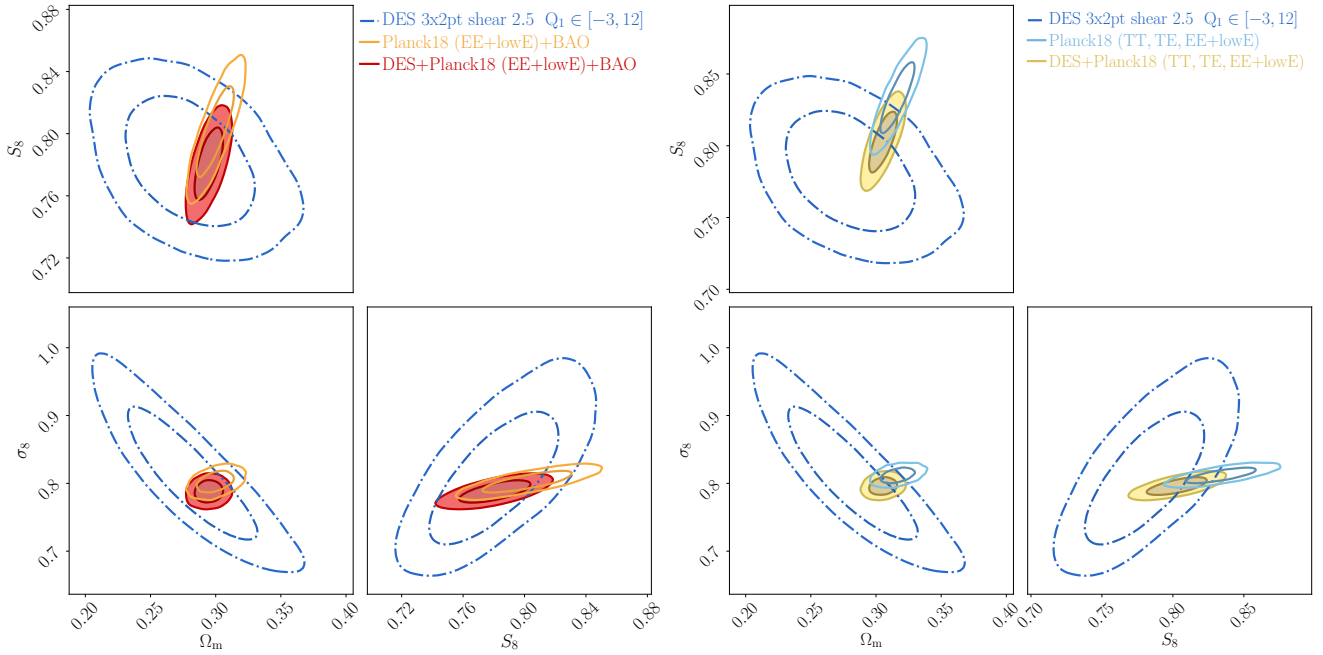 DES 3x2pt shear 2.5 Q₁ ∈ [−3, 12]
Planck18 (EE+lowE)+BAO
DES+Planck18 (EE+lowE)+BAO
S₈
0.88
0.84
0.80
0.76
0.72
σ₈
1.0
0.9
0.8
0.7
0.20
0.25
0.30
0.35
0.40
Ωₘ
0.72
0.76
0.80
0.84
0.88
S₈
DES 3x2pt shear 2.5 Q₁ ∈ [−3, 12]
Planck18 (TT, TE, EE+lowE)
DES+Planck18 (TT, TE, EE+lowE)
S₈
0.85
0.80
0.75
0.70
σ₈
1.0
0.9
0.8
0.7
0.20
0.25
0.30
0.35
0.40
Ωₘ
0.70
0.75
0.80
0.85
S₈